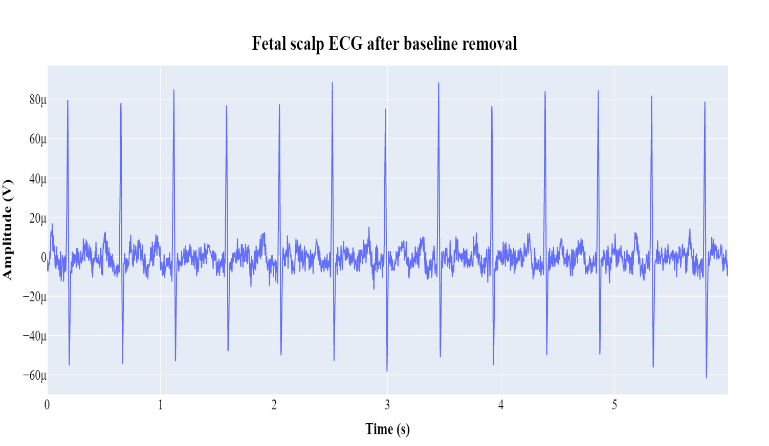 Fetal scalp ECG after baseline removal
80μ
60μ
40μ
20μ
0
−20μ
−40μ
−60μ
Amplitude (V)
0 1 2 3 4 5
Time (s)